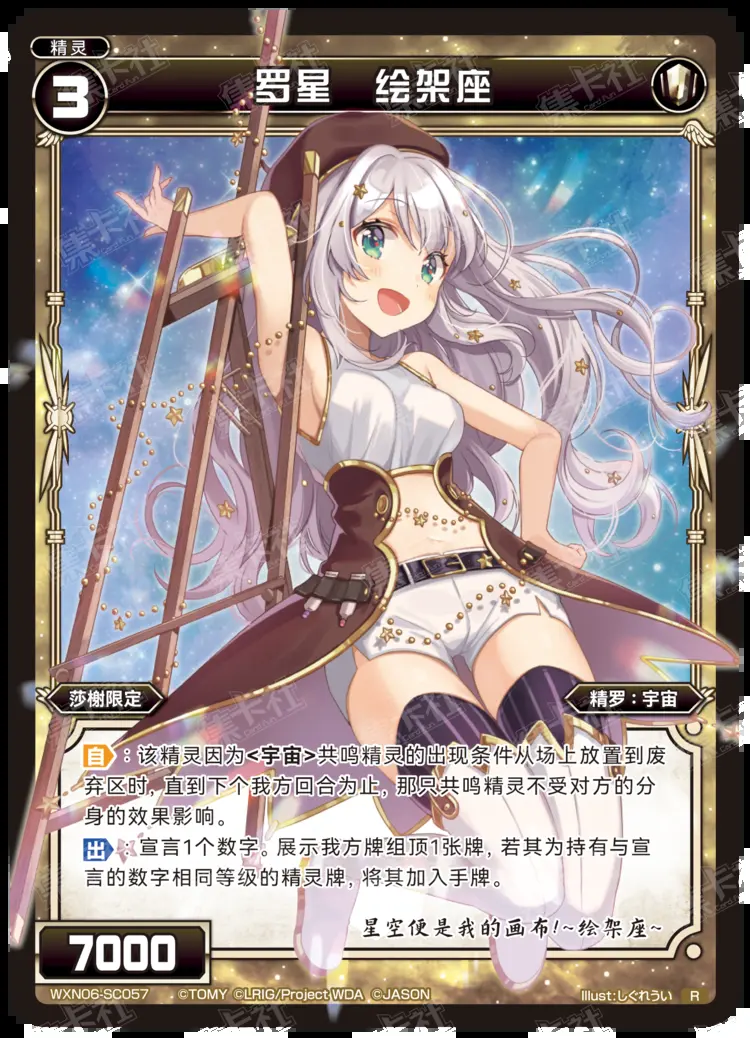 精灵
3
罗星 绘架座
莎榭限定
精罗：宇宙
自：该精灵因为<宇宙>共鸣精灵的出现条件从场上放置到废
弃区时，直到下个我方回合为止，那只共鸣精灵不受对方的分
身的效果影响。
出：宣言1个数字。展示我方牌组顶1张牌，若其为持有与宣
言的数字相同等级的精灵牌，将其加入手牌。
星空便是我的画布!~绘架座~
7000
WXN06-SC057 ©TOMY ©LRIG/Project WDA ©JASON
Illust:しぐれうい R
集卡社